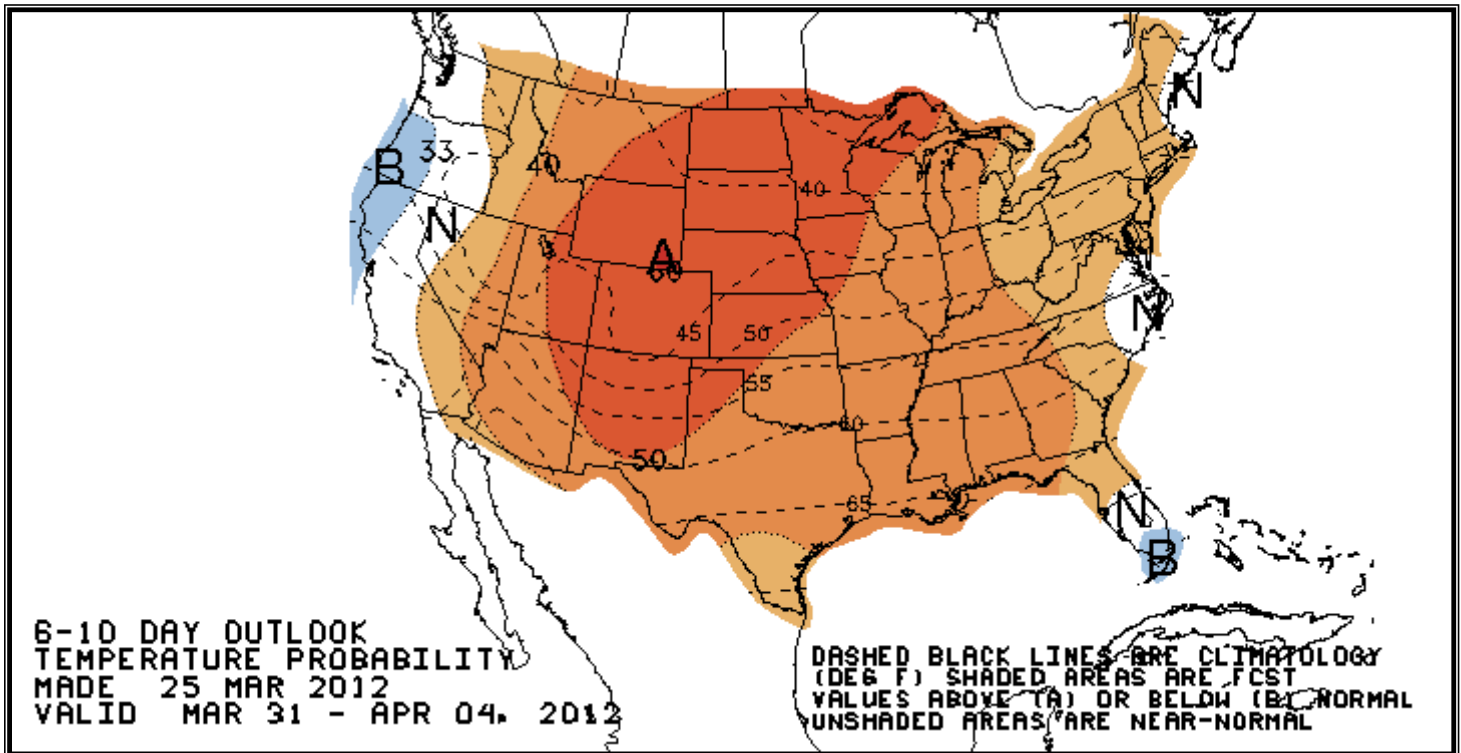 N
B
33
40
40
N
A
60
N
45
50
55
60
50
65
N
B
6-10 DAY OUTLOOK
TEMPERATURE PROBABILITY
MADE 25 MAR 2012
VALID MAR 31 - APR 04, 2012
DASHED BLACK LINES ARE CLIMATOLOGY
(DEG F) SHADED AREAS ARE FCST
VALUES ABOVE (A) OR BELOW (B) NORMAL
UNSHADED AREAS ARE NEAR-NORMAL